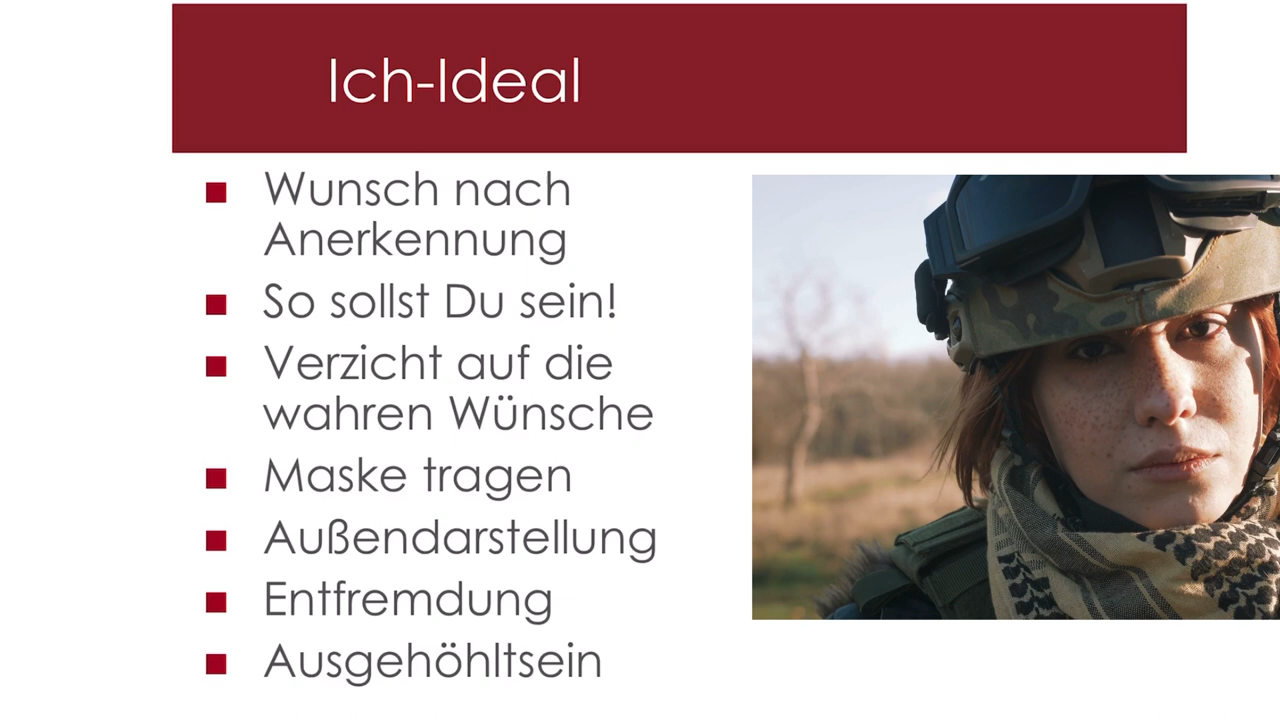 Ich-Ideal
Wunsch nach
Anerkennung
So sollst Du sein!
Verzicht auf die
wahren Wünsche
Maske tragen
Außendarstellung
Entfremdung
Ausgehöhltsein